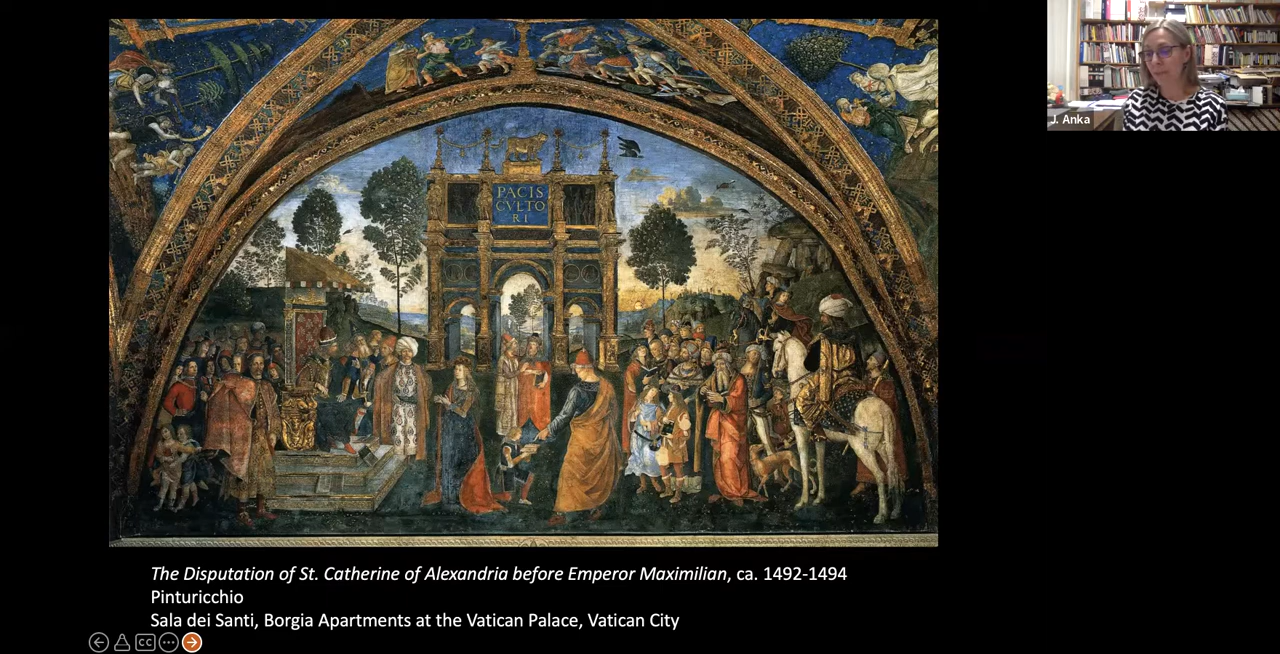 PACIS
CVLTO
RI
J. Anka
The Disputation of St. Catherine of Alexandria before Emperor Maximilian, ca. 1492-1494
Pinturicchio
Sala dei Santi, Borgia Apartments at the Vatican Palace, Vatican City
CC